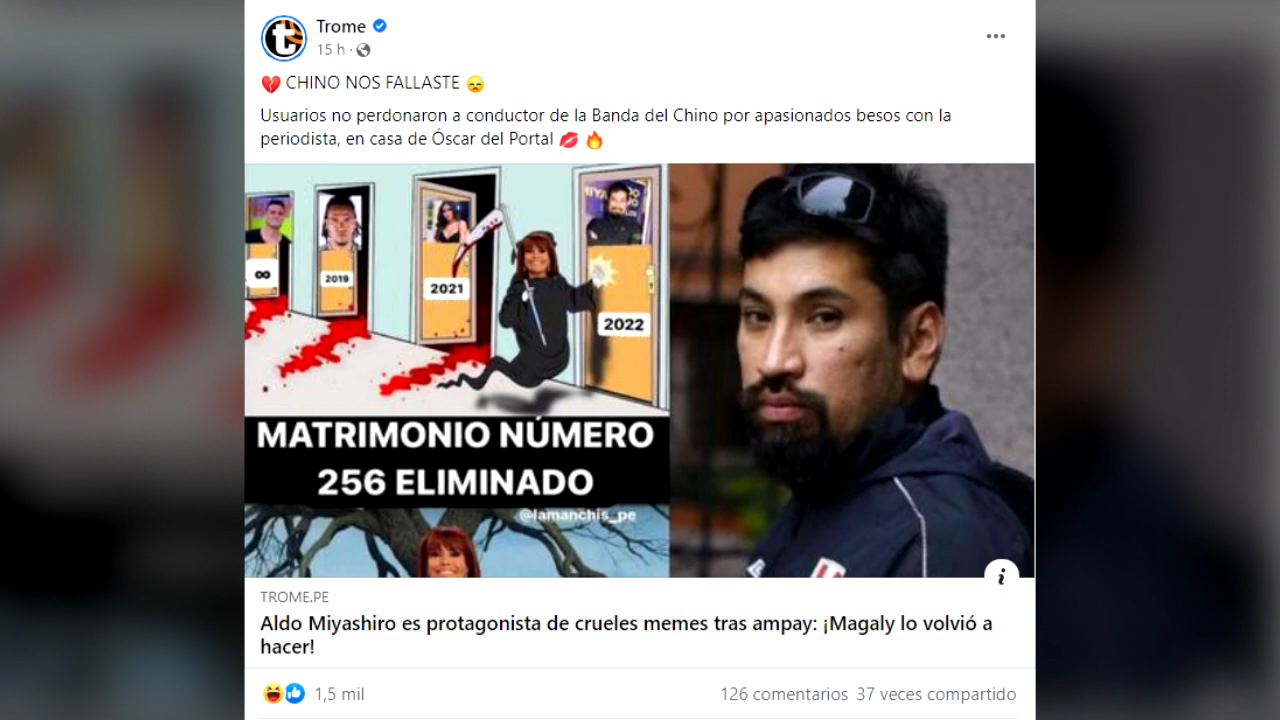 Trome
15 h
CHINO NOS FALLASTE
Usuarios no perdonaron a conductor de la Banda del Chino por apasionados besos con la
periodista, en casa de Óscar del Portal
∞
2019
2021
2022
MATRIMONIO NÚMERO
256 ELIMINADO
@lamanchis_pe
TROME.PE
Aldo Miyashiro es protagonista de crueles memes tras ampay: ¡Magaly lo volvió a
hacer!
1,5 mil
126 comentarios 37 veces compartido